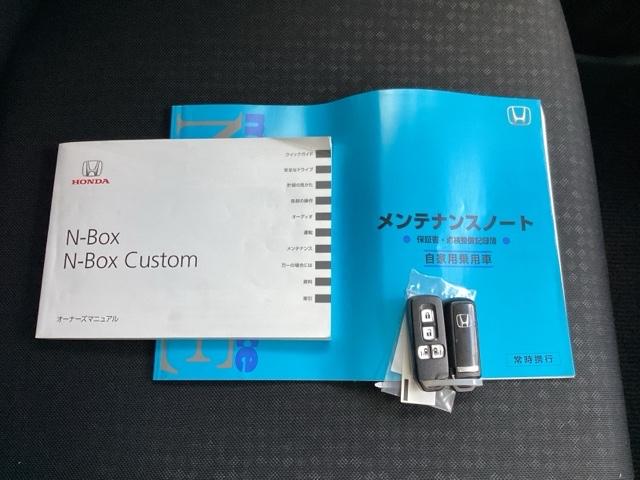 HONDA
N-Box
N-Box Custom
オーナーズマニュアル
クイックガイド
安全なドライブ
計器の見かた
各部の操作
オーディオ
運転
メンテナンス
万一の場合には
資料
索引
メンテナンスノート
保証書・点検整備記録簿
自家用乗用車
常時携行